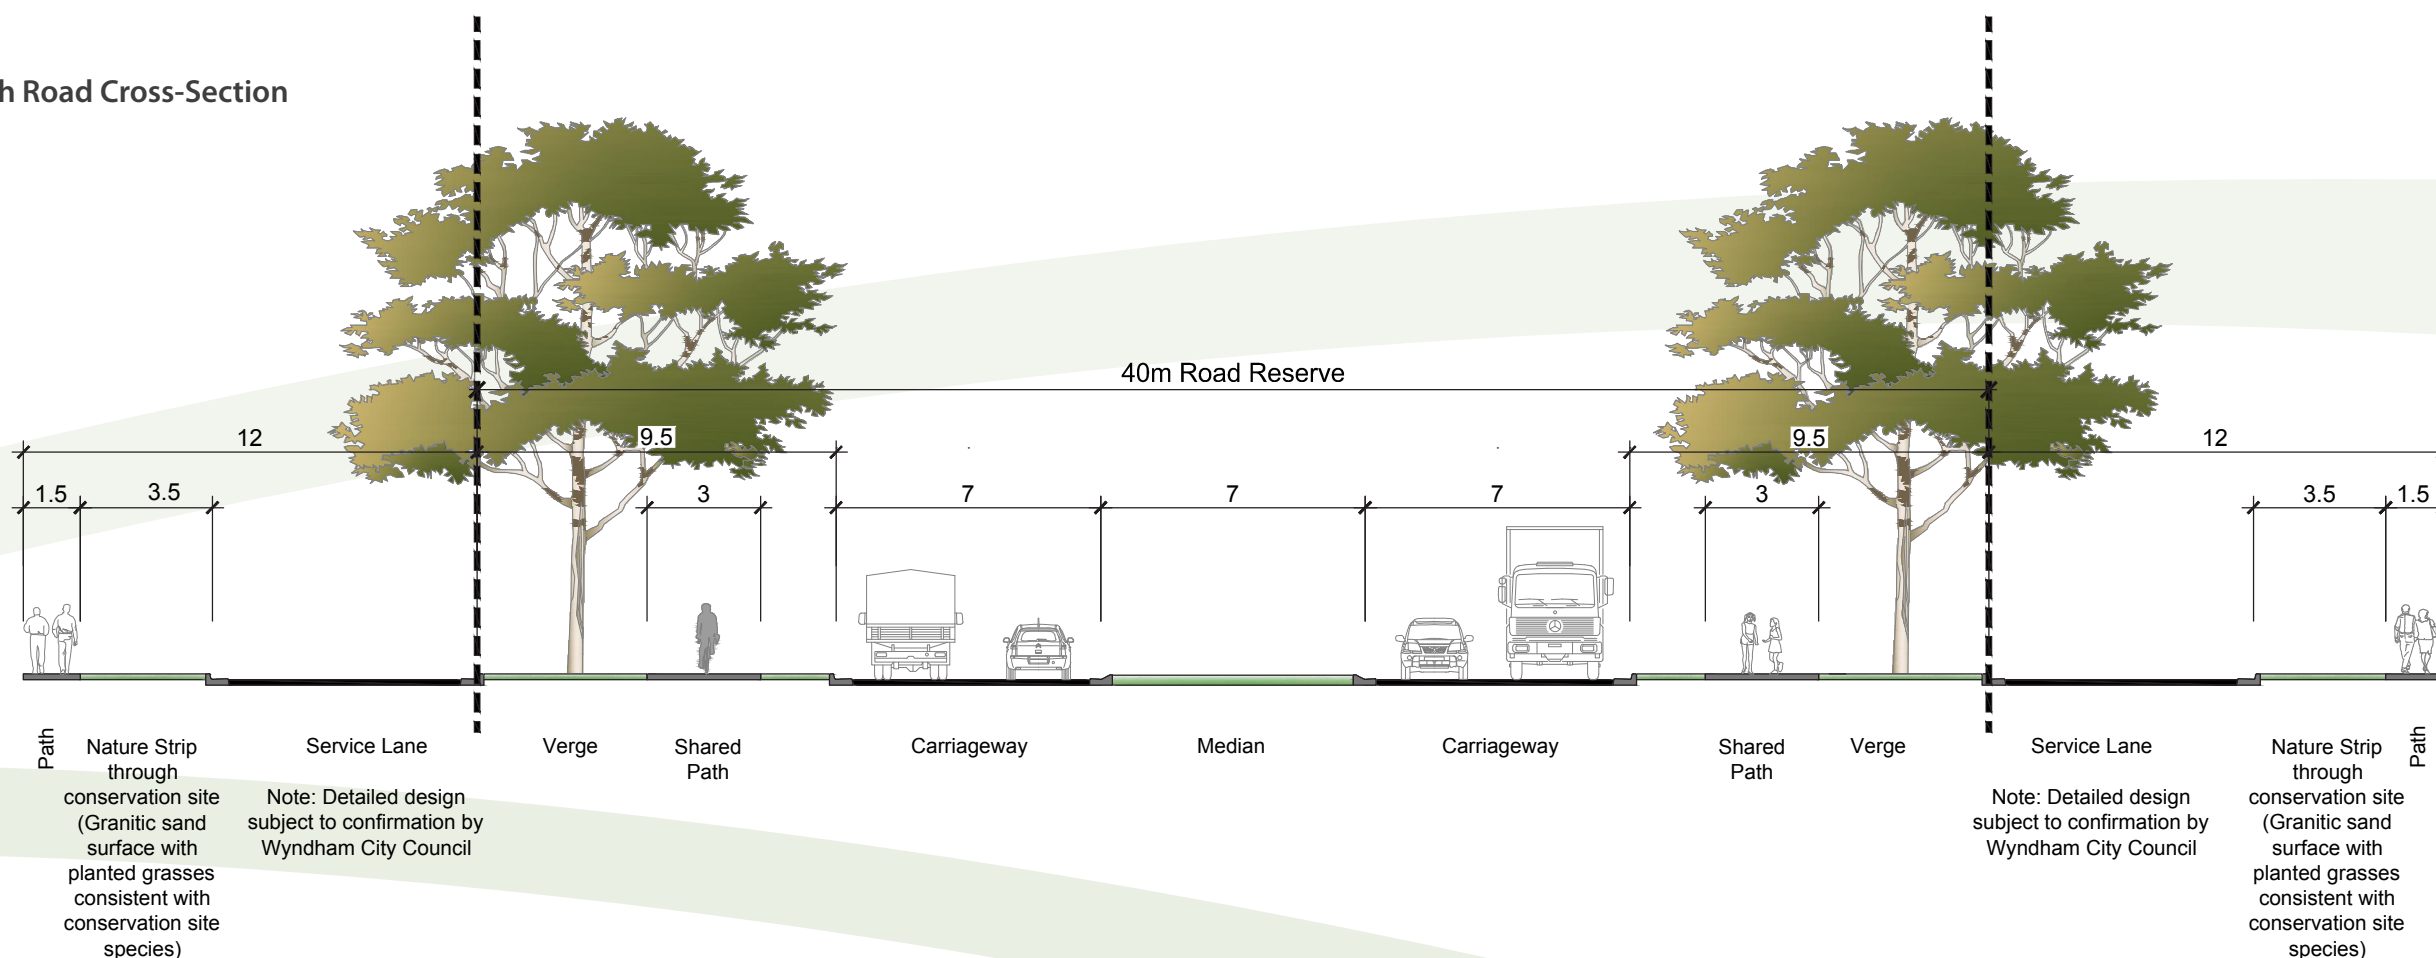 h Road Cross-Section
40m Road Reserve
12
9.5
9.5
12
1.5
3.5
3
7
7
7
3
3.5
1.5
Path
Nature Strip
through
conservation site
(Granitic sand
surface with
planted grasses
consistent with
conservation site
species)
Service Lane
Note: Detailed design
subject to confirmation by
Wyndham City Council
Verge
Shared
Path
Carriageway
Median
Carriageway
Shared
Path
Verge
Service Lane
Note: Detailed design
subject to confirmation by
Wyndham City Council
Nature Strip
through
conservation site
(Granitic sand
surface with
planted grasses
consistent with
conservation site
species)
Path